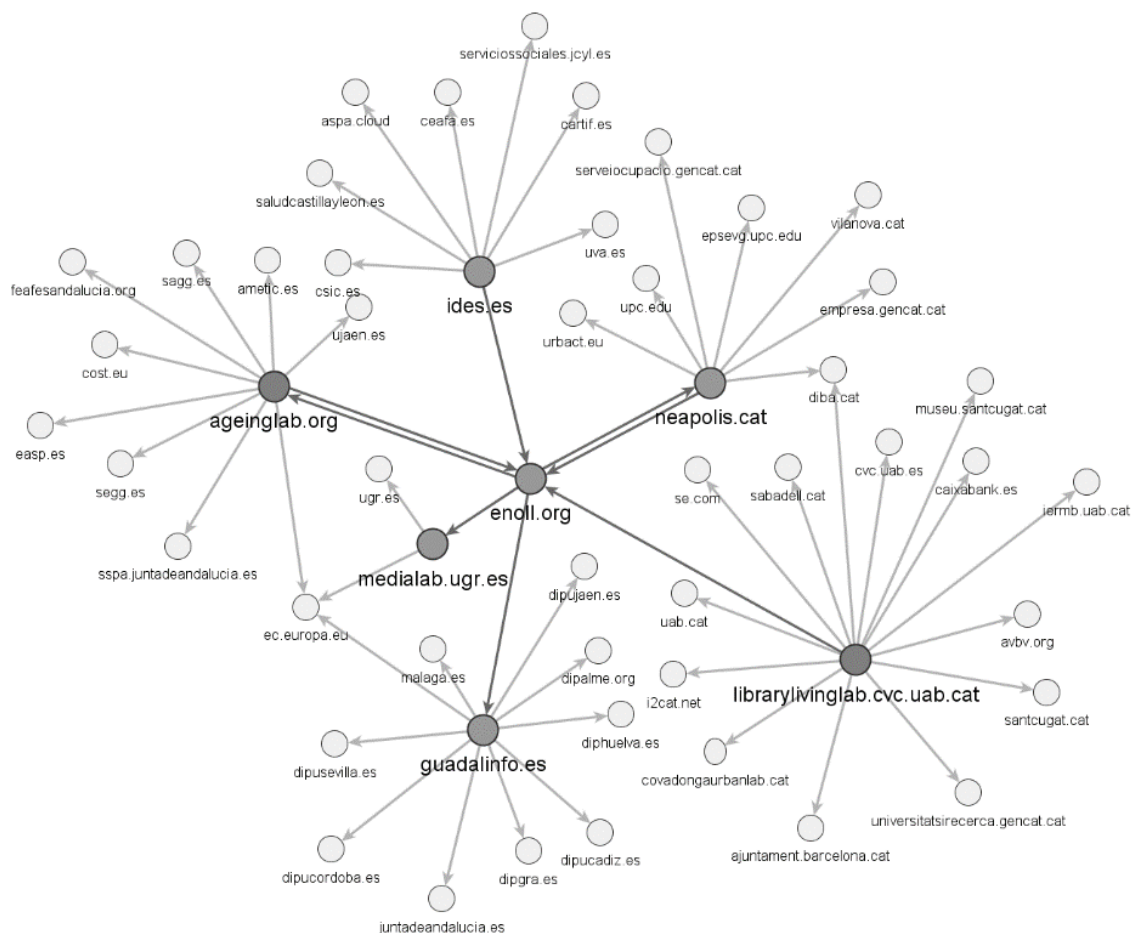 serviciossociales.jcyl.es
aspa.cloud
ceafa.es
cartif.es
serveiocupacio.gencat.cat
saludcastillayleon.es
vilanova.cat
epsevg.upc.edu
uva.es
sagg.es
ametic.es
csic.es
feafesandalucia.org
ides.es
upc.edu
empresa.gencat.cat
ujaen.es
urbact.eu
cost.eu
diba.cat
museu.santcugat.cat
ageinglab.org
neapolis.cat
easp.es
segg.es
ugr.es
enoll.org
se.com
sabadell.cat
cvc.uab.es
caixabank.es
iermb.uab.cat
sspa.juntadeandalucia.es
medialab.ugr.es
dipujaen.es
ec.europa.eu
uab.cat
avbv.org
malaga.es
dipalme.org
i2cat.net
librarylivinglab.cvc.uab.cat
santcugat.cat
diphuelva.es
guadalinfo.es
dipusevilla.es
covadongaurbanlab.cat
universitatsirecerca.gencat.cat
ajuntament.barcelona.cat
dipucadiz.es
dipgra.es
dipucordoba.es
juntadeandalucia.es